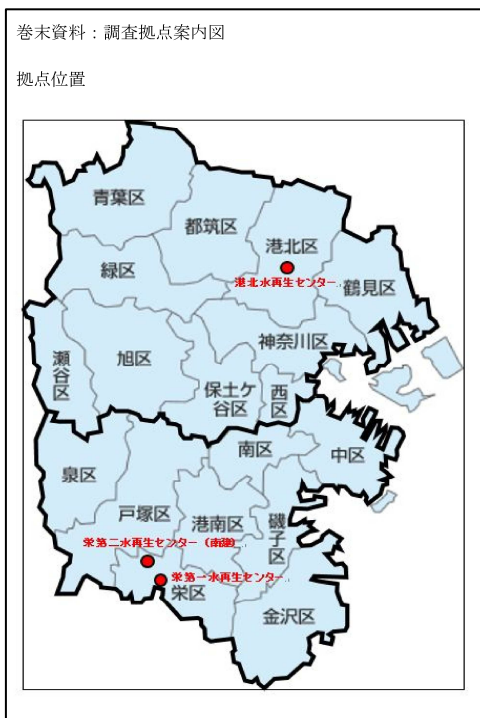 巻末資料：調査拠点案内図
拠点位置
青葉区
都筑区
港北区
緑区
港北水再生センター
鶴見区
神奈川区
瀬谷区
旭区
保土ケ
谷区
西区
南区
中区
泉区
戸塚区
港南区
磯子区
栄第二水再生センター
栄第一水再生センター
栄区
金沢区